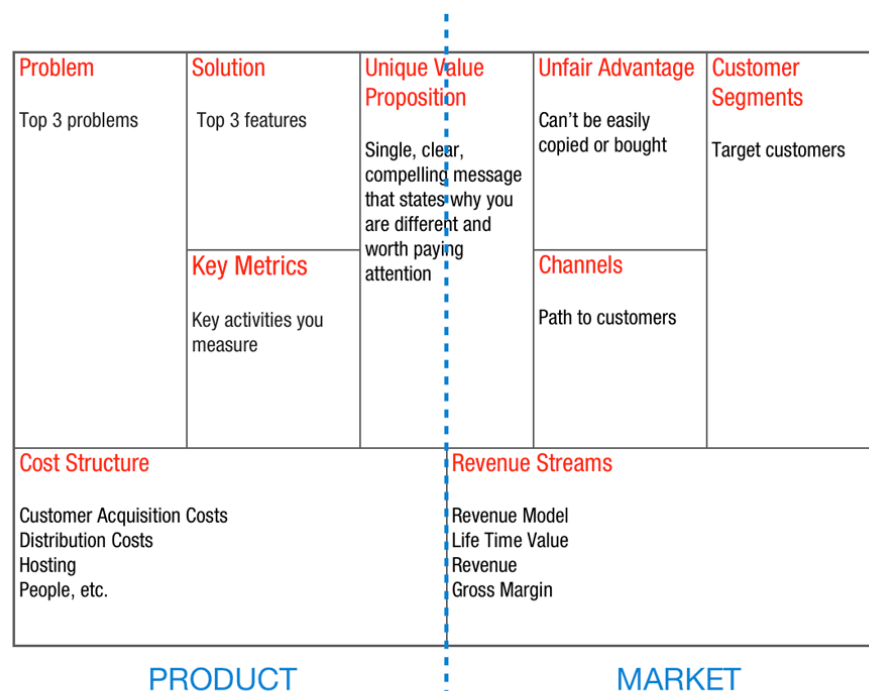 Problem
Top 3 problems
Solution
Top 3 features
Key Metrics
Key activities you
measure
Unique Value
Proposition
Single, clear,
compelling message
that states why you
are different and
worth paying
attention
Unfair Advantage
Can't be easily
copied or bought
Channels
Path to customers
Customer
Segments
Target customers
Cost Structure
Customer Acquisition Costs
Distribution Costs
Hosting
People, etc.
Revenue Streams
Revenue Model
Life Time Value
Revenue
Gross Margin
PRODUCT
MARKET